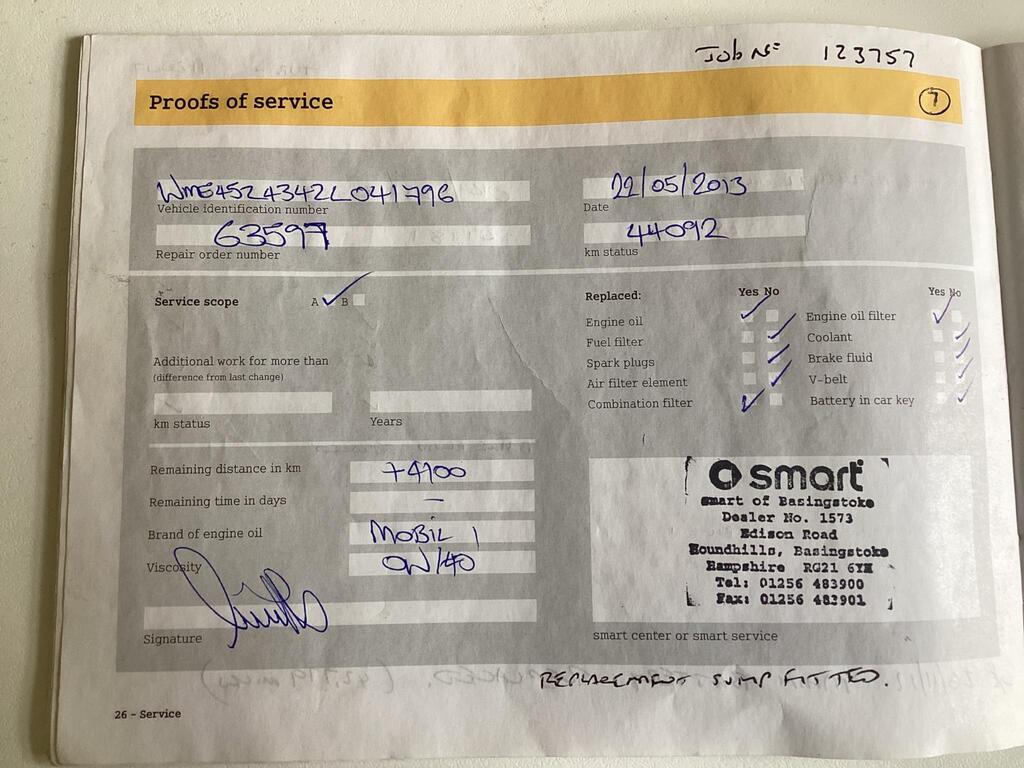 Job No: 123757
Proofs of service
7
WME4524342L041796
Vehicle identification number
22/05/2013
Date
63597
Repair order number
44092
km status
Service scope A B
Replaced: Yes No Yes No
Engine oil
Engine oil filter
Fuel filter
Coolant
Spark plugs
Brake fluid
Air filter element
V-belt
Combination filter
Battery in car key
Additional work for more than
(difference from last change)
km status
Years
Remaining distance in km +4100
Remaining time in days –
Brand of engine oil MOBIL 1
Viscosity 0W/40
Signature
smart
smart of Basingstoke
Dealer No. 1573
Edison Road
Houndhills, Basingstoke
Hampshire RG21 6YH
Tel: 01256 483900
Fax: 01256 483901
smart center or smart service
REPLACEMENT SUMP FITTED.
26 – Service